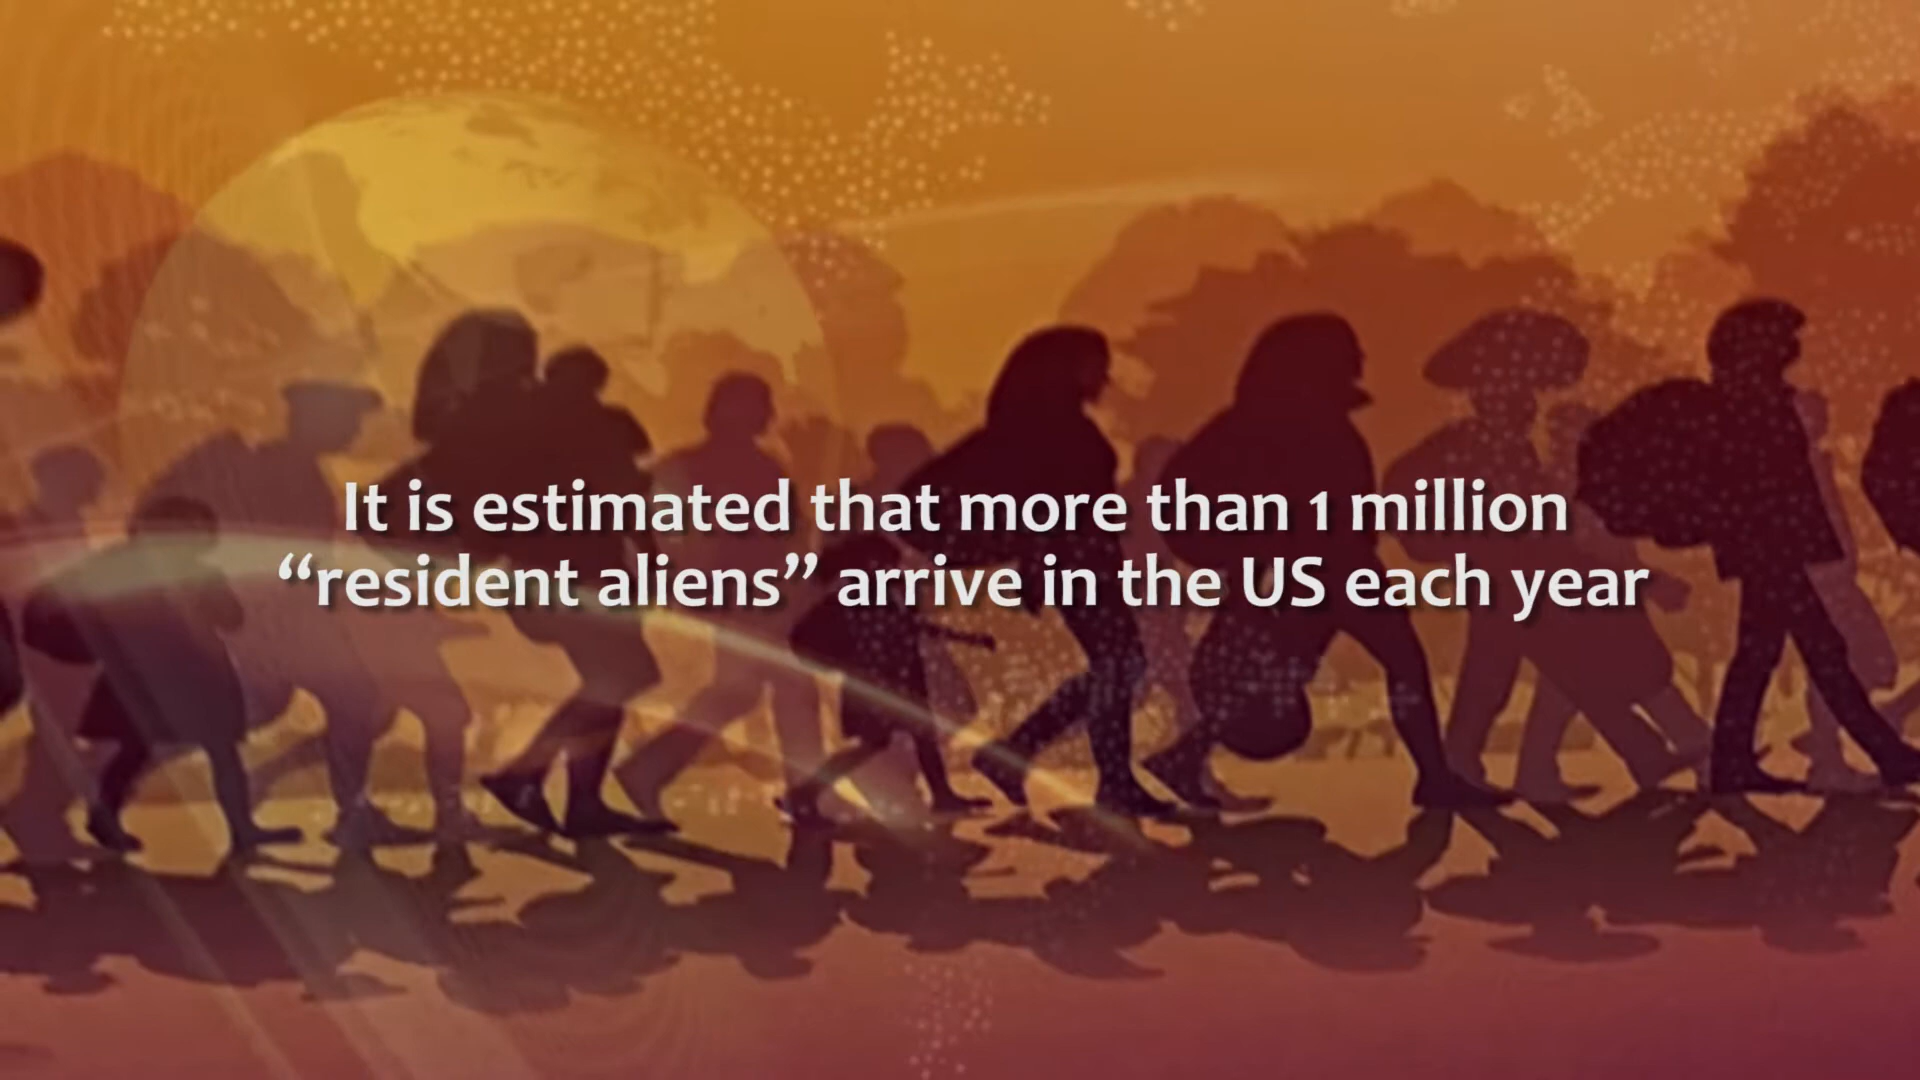 It is estimated that more than 1 million
“resident aliens” arrive in the US each year